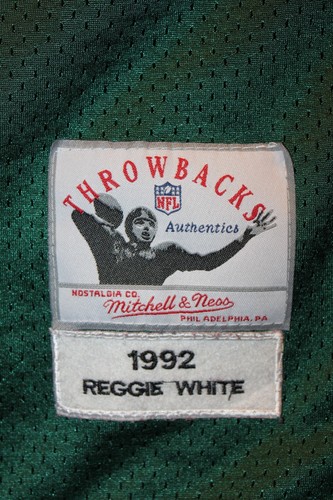 THROWBACKS
NFL
Authentics
NOSTALGIA CO.
Mitchell & Ness
PHILADELPHIA, PA
1992
REGGIE WHITE